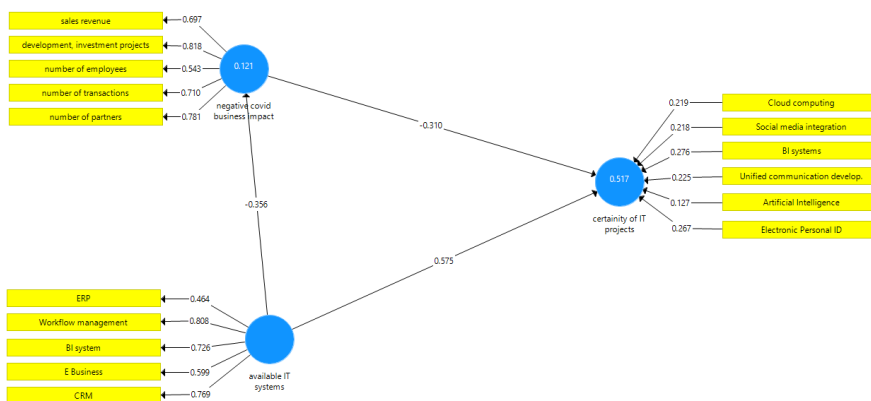 sales revenue
0.697
development, investment projects
0.818
number of employees
0.543
number of transactions
0.710
number of partners
0.781
0.121
negative covid
business impact
-0.310
-0.356
0.575
0.517
certainity of IT
projects
0.219
Cloud computing
0.218
Social media integration
0.276
BI systems
0.225
Unified communication develop.
0.127
Artificial Intelligence
0.267
Electronic Personal ID
ERP
0.464
Workflow management
0.808
BI system
0.726
E Business
0.599
CRM
0.769
available IT
systems